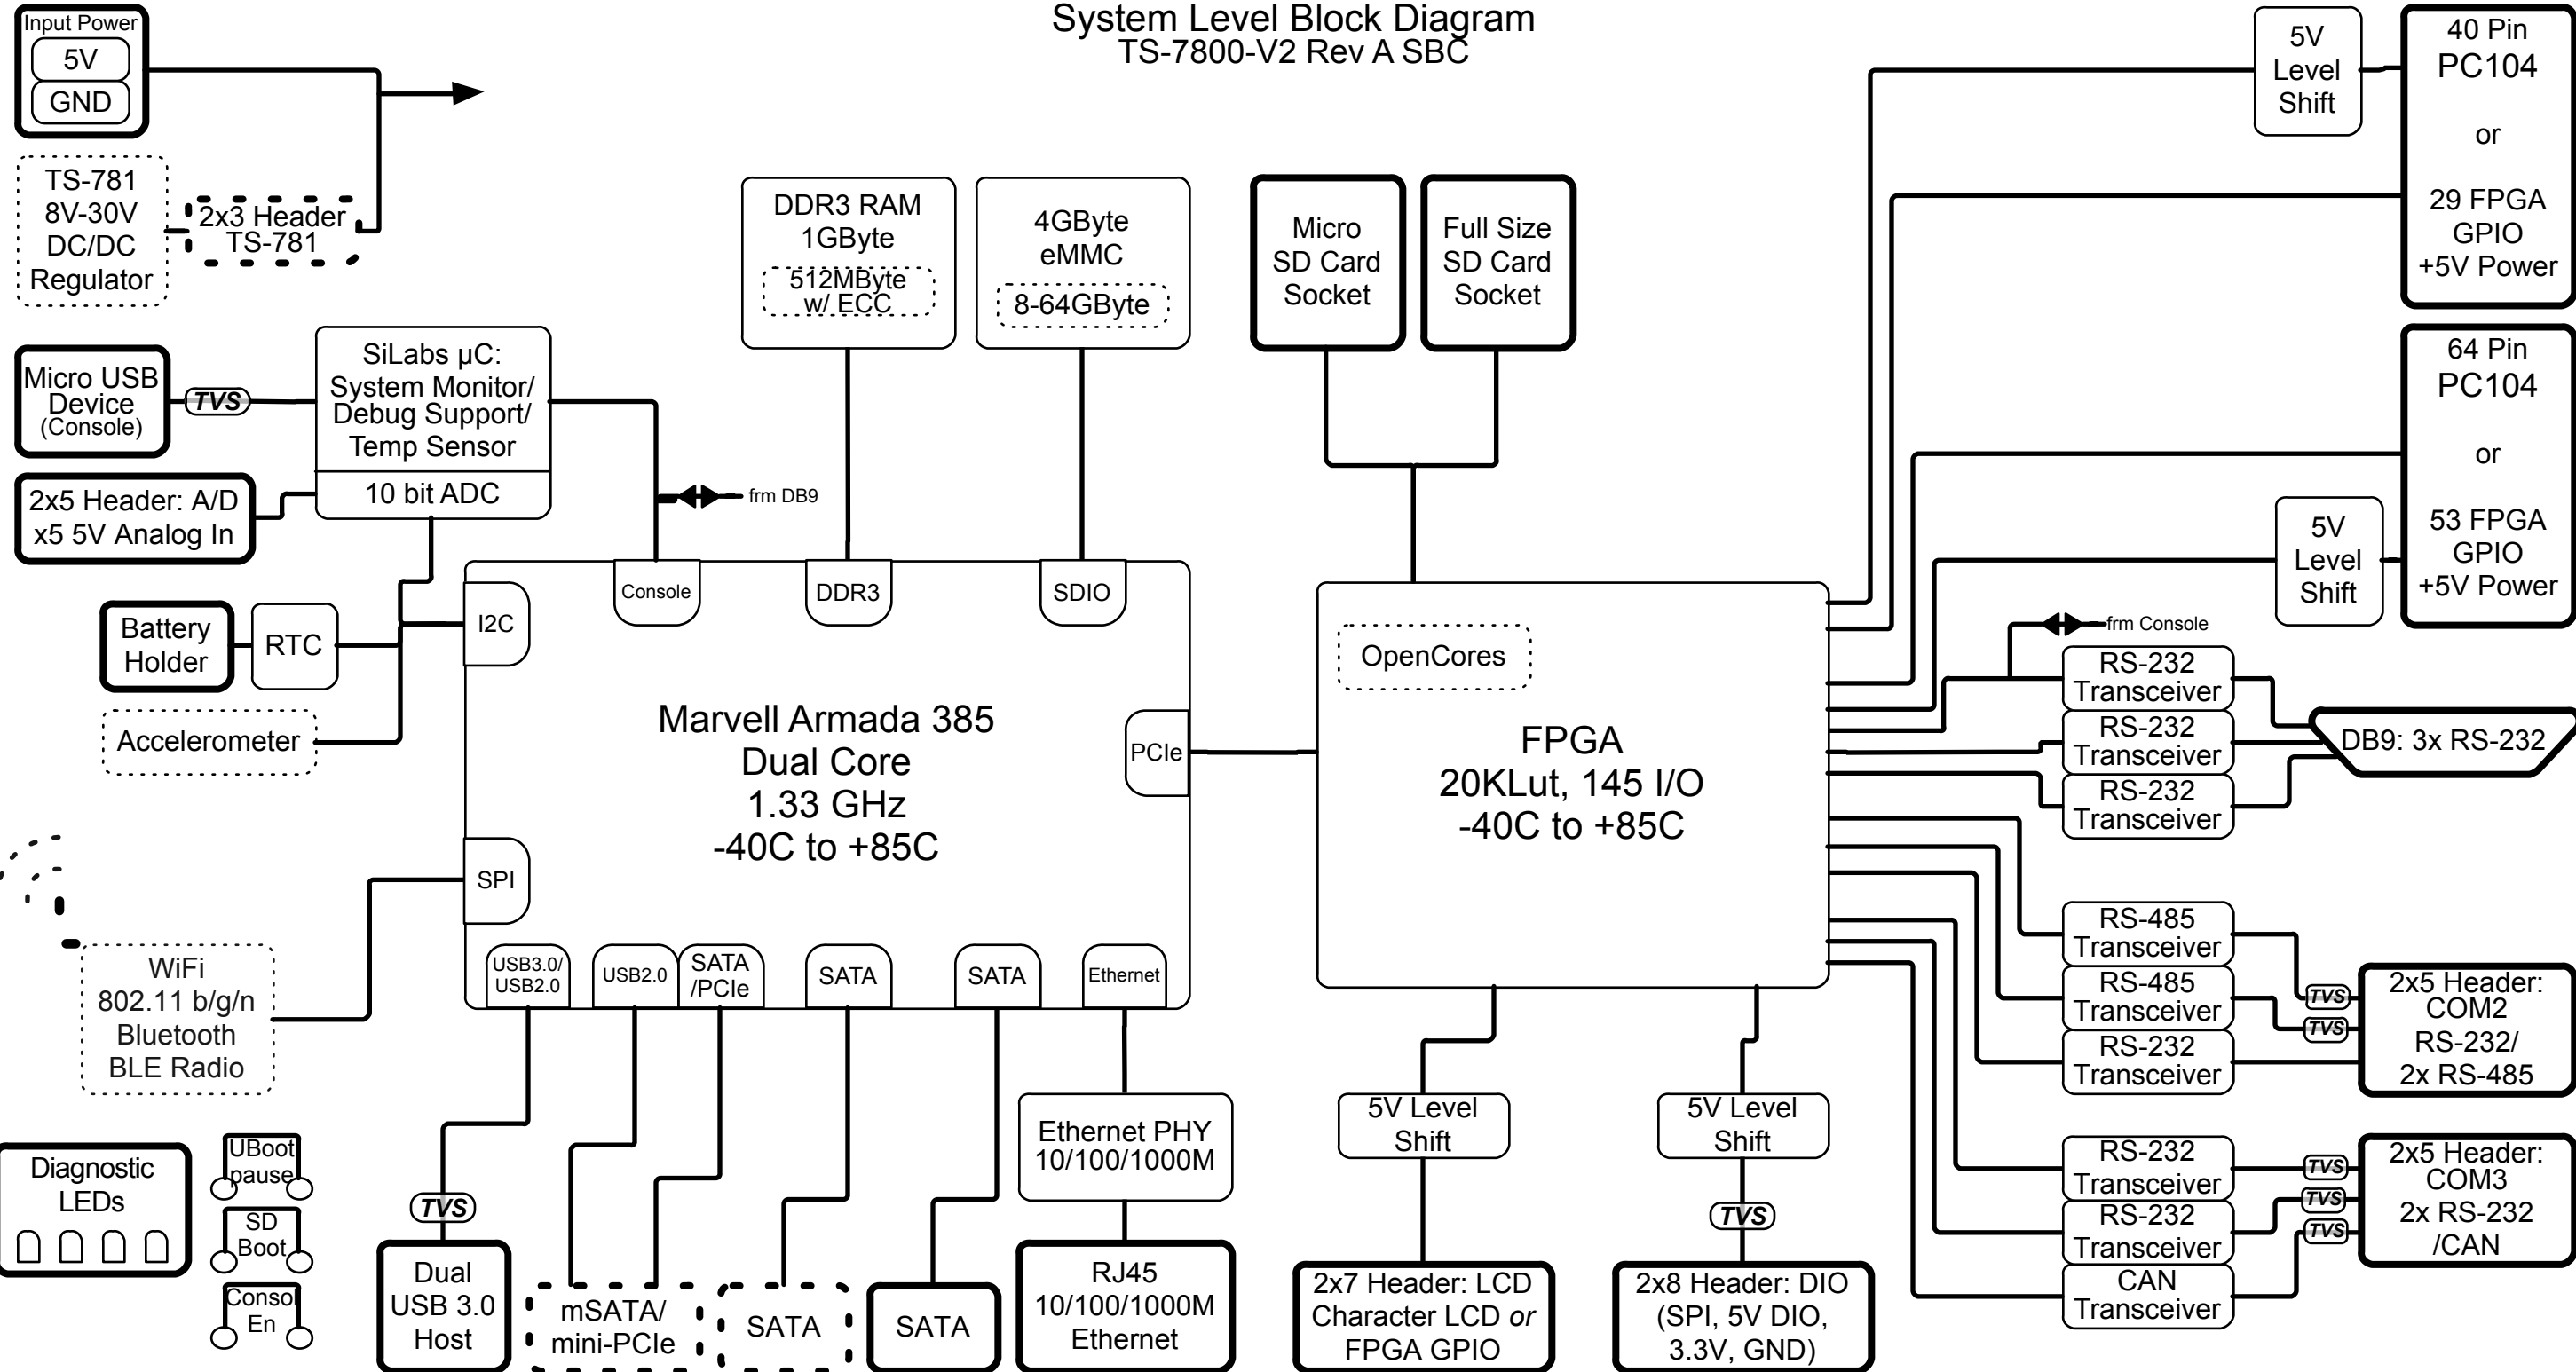 System Level Block Diagram
TS-7800-V2 Rev A SBC
Input Power
5V
GND
TS-781
8V-30V
DC/DC
Regulator
2x3 Header
TS-781
Micro USB
Device
(Console)
TVS
SiLabs µC:
System Monitor/
Debug Support/
Temp Sensor
10 bit ADC
2x5 Header: A/D
x5 5V Analog In
DDR3 RAM
1GByte
512MByte
w/ ECC
4GByte
eMMC
8-64GByte
Micro
SD Card
Socket
Full Size
SD Card
Socket
5V
Level
Shift
40 Pin
PC104
or
29 FPGA
GPIO
+5V Power
64 Pin
PC104
or
53 FPGA
GPIO
+5V Power
5V
Level
Shift
frm DB9
frm Console
Battery
Holder
RTC
Accelerometer
I2C
Console
DDR3
SDIO
PCIe
SPI
Marvell Armada 385
Dual Core
1.33 GHz
-40C to +85C
USB3.0/
USB2.0
USB2.0
SATA
/PCIe
SATA
SATA
Ethernet
OpenCores
FPGA
20KLut, 145 I/O
-40C to +85C
RS-232
Transceiver
RS-232
Transceiver
RS-232
Transceiver
DB9: 3x RS-232
RS-485
Transceiver
RS-485
Transceiver
RS-232
Transceiver
TVS
TVS
2x5 Header:
COM2
RS-232/
2x RS-485
RS-232
Transceiver
RS-232
Transceiver
CAN
Transceiver
TVS
TVS
TVS
2x5 Header:
COM3
2x RS-232
/CAN
WiFi
802.11 b/g/n
Bluetooth
BLE Radio
Diagnostic
LEDs
UBoot
pause
SD
Boot
Consol
En
TVS
Dual
USB 3.0
Host
mSATA/
mini-PCIe
SATA
SATA
Ethernet PHY
10/100/1000M
RJ45
10/100/1000M
Ethernet
5V Level
Shift
2x7 Header: LCD
Character LCD or
FPGA GPIO
5V Level
Shift
TVS
2x8 Header: DIO
(SPI, 5V DIO,
3.3V, GND)